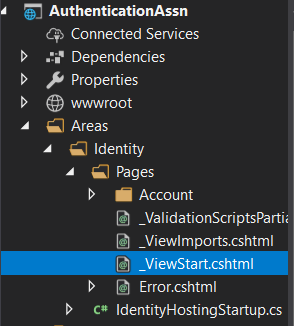 AuthenticationAssn
Connected Services
Dependencies
Properties
wwwroot
Areas
Identity
Pages
Account
_ValidationScriptsPartia
_ViewImports.cshtml
_ViewStart.cshtml
Error.cshtml
C# IdentityHostingStartup.cs